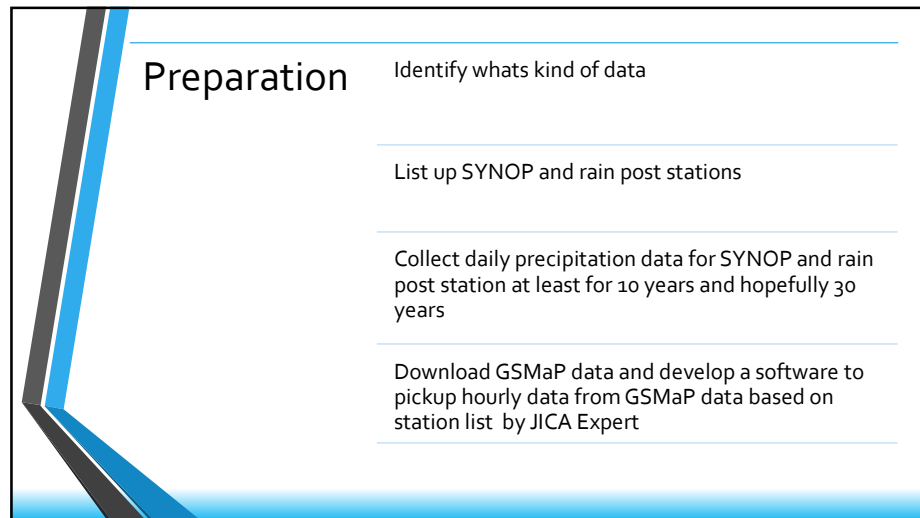 Preparation
Identify whats kind of data
List up SYNOP and rain post stations
Collect daily precipitation data for SYNOP and rain
post station at least for 10 years and hopefully 30
years
Download GSMaP data and develop a software to
pickup hourly data from GSMaP data based on
station list by JICA Expert